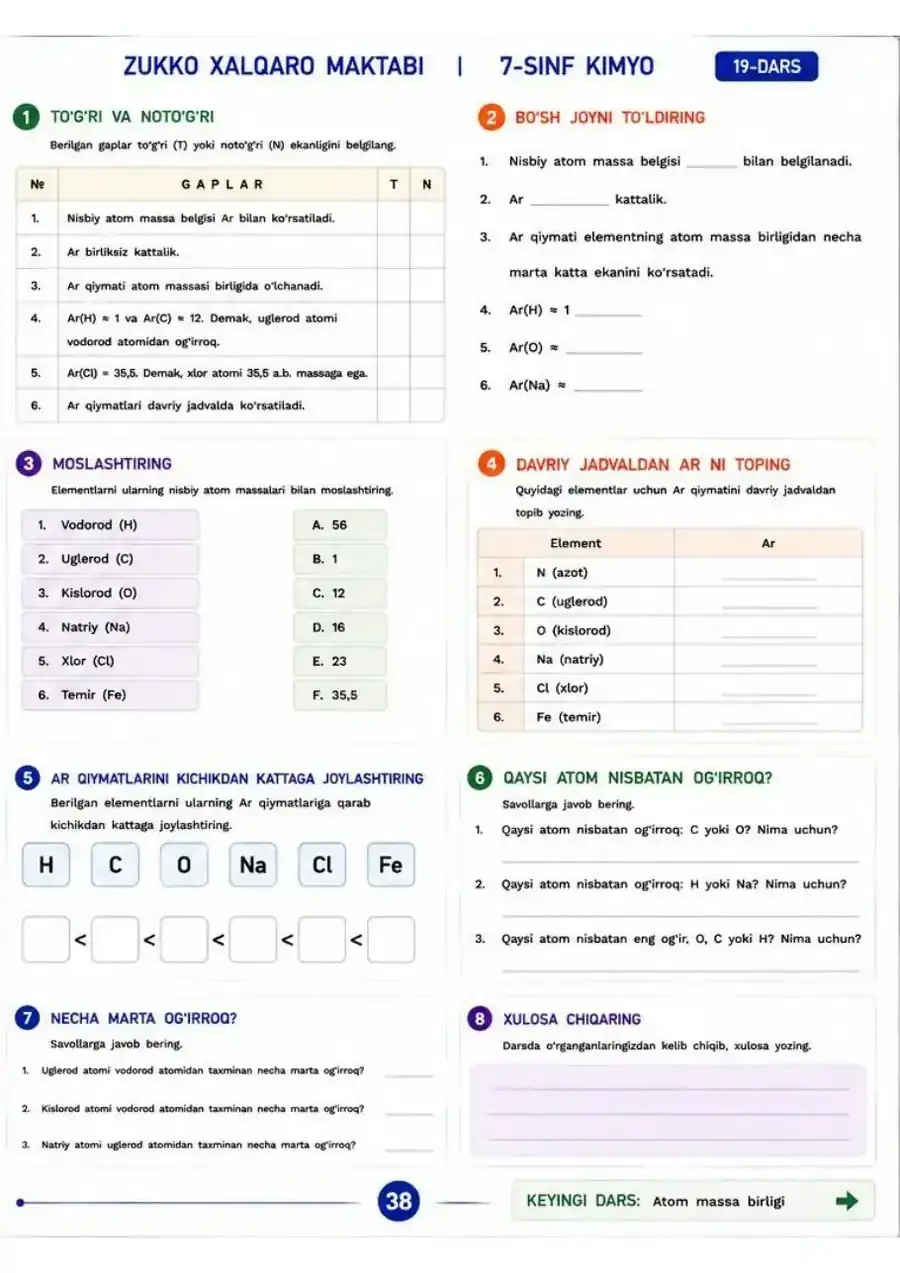 ZUKKO XALQARO MAKTABI | 7-SINF KIMYO 19-DARS
1 TO'G'RI VA NOTO'G'RI
Berilgan gaplar to'g'ri (T) yoki noto'g'ri (N) ekanligini belgilang.
№ GAPLAR T N
1. Nisbiy atom massa belgisi Ar bilan ko'rsatiladi.
2. Ar birliksiz kattalik.
3. Ar qiymati atom massasi birligida o'lchanadi.
4. Ar(H) ≈ 1 va Ar(C) ≈ 12. Demak, uglerod atomi
vodorod atomidan og'irroq.
5. Ar(Cl) = 35,5. Demak, xlor atomi 35,5 a.b. massaga ega.
6. Ar qiymatlari davriy jadvalda ko'rsatiladi.
2 BO'SH JOYNI TO'LDIRING
1. Nisbiy atom massa belgisi ______ bilan belgilanadi.
2. Ar _________ kattalik.
3. Ar qiymati elementning atom massa birligidan necha
marta katta ekanini ko'rsatadi.
4. Ar(H) ≈ 1 ________
5. Ar(O) ≈ _________
6. Ar(Na) ≈ ________
3 MOSLASHTIRING
Elementlarni ularning nisbiy atom massalari bilan moslashtiring.
1. Vodorod (H) A. 56
2. Uglerod (C) B. 1
3. Kislorod (O) C. 12
4. Natriy (Na) D. 16
5. Xlor (Cl) E. 23
6. Temir (Fe) F. 35,5
4 DAVRIY JADVALDAN AR NI TOPING
Quyidagi elementlar uchun Ar qiymatini davriy jadvaldan
topib yozing.
Element Ar
1. N (azot)
2. C (uglerod)
3. O (kislorod)
4. Na (natriy)
5. Cl (xlor)
6. Fe (temir)
5 AR QIYMATLARINI KICHIKDAN KATTAGA JOYLASHTIRING
Berilgan elementlarni ularning Ar qiymatlariga qarab
kichikdan kattaga joylashtiring.
H C O Na Cl Fe
< < < < <
6 QAYSI ATOM NISBATAN OG'IRROQ?
Savollarga javob bering.
1. Qaysi atom nisbatan og'irroq: C yoki O? Nima uchun?
2. Qaysi atom nisbatan og'irroq: H yoki Na? Nima uchun?
3. Qaysi atom nisbatan eng og'ir, O, C yoki H? Nima uchun?
7 NECHA MARTA OG'IRROQ?
Savollarga javob bering.
1. Uglerod atomi vodorod atomidan taxminan necha marta og'irroq?
2. Kislorod atomi vodorod atomidan taxminan necha marta og'irroq?
3. Natriy atomi uglerod atomidan taxminan necha marta og'irroq?
8 XULOSA CHIQARING
Darsda o'rganganlaringizdan kelib chiqib, xulosa yozing.
38
KEYINGI DARS: Atom massa birligi